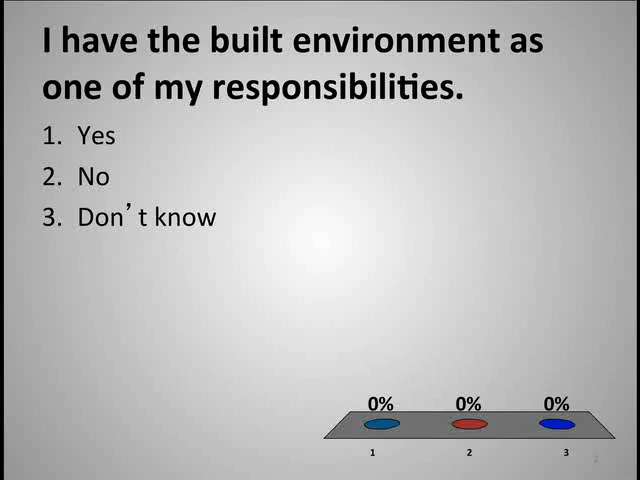 I have the built environment as
one of my responsibilities.
1. Yes
2. No
3. Don't know
0% 0% 0%
1 2 3
2